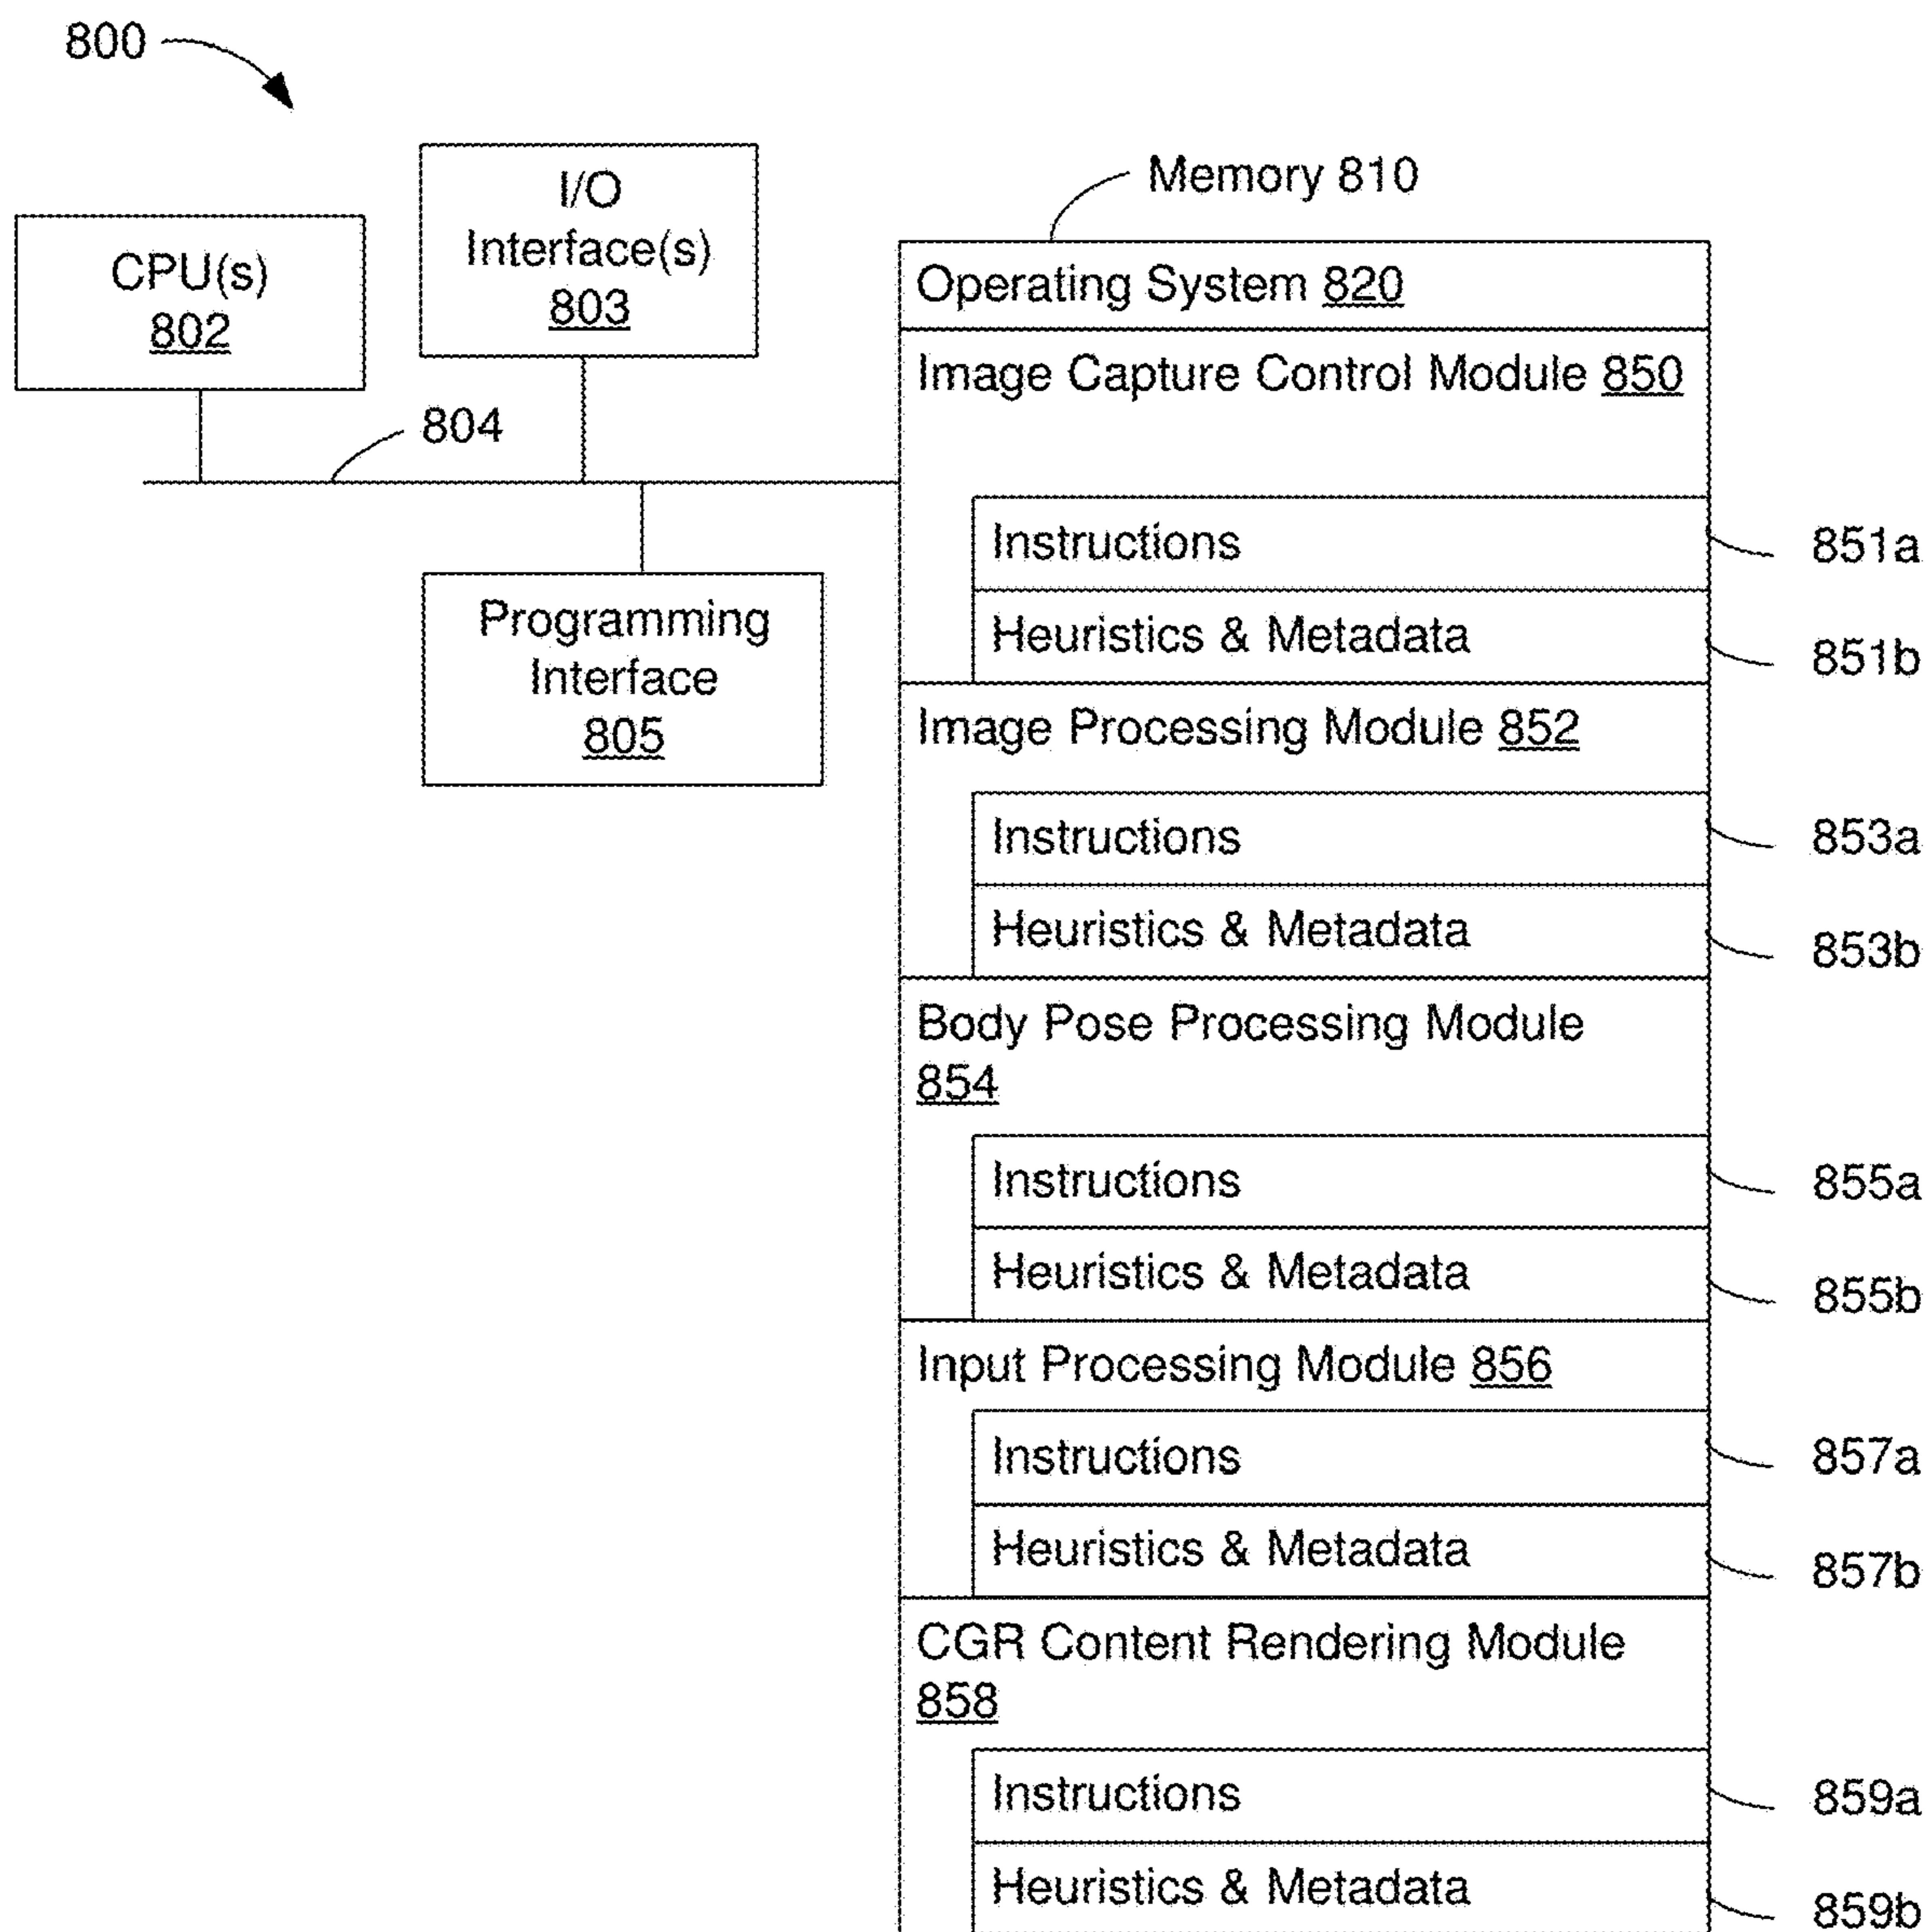 800
I/O
Interface(s)
803
CPU(s)
802
804
Programming
Interface
805
Memory 810
Operating System 820
Image Capture Control Module 850
Instructions
851a
Heuristics & Metadata
851b
Image Processing Module 852
Instructions
853a
Heuristics & Metadata
853b
Body Pose Processing Module
854
Instructions
855a
Heuristics & Metadata
855b
Input Processing Module 856
Instructions
857a
Heuristics & Metadata
857b
CGR Content Rendering Module
858
Instructions
859a
Heuristics & Metadata
859b